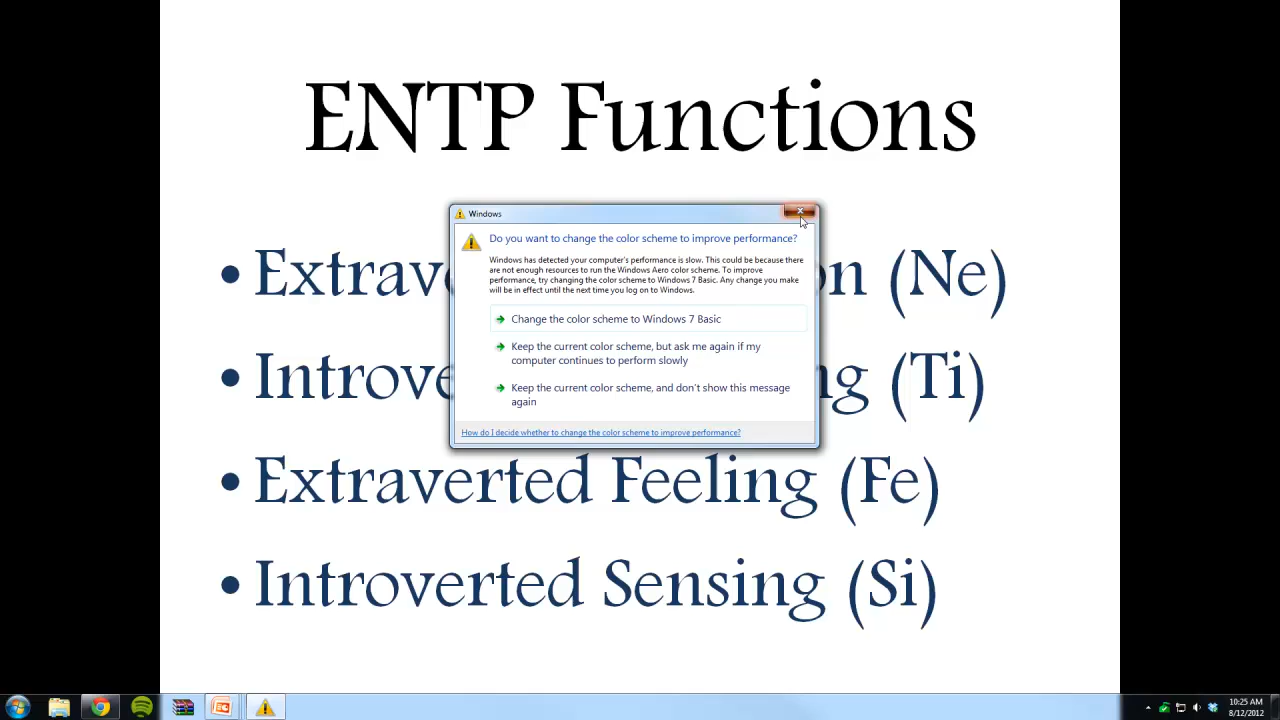 ENTP Functions
Windows
Do you want to change the color scheme to improve performance?
Windows has detected your computer's performance is slow. This could be because there
are not enough resources to run the Windows Aero color scheme. To improve
performance, try changing the color scheme to Windows 7 Basic. Any change you make
will be in effect until the next time you log on to Windows.
Change the color scheme to Windows 7 Basic
Keep the current color scheme, but ask me again if my
computer continues to perform slowly
Keep the current color scheme, and don't show this message
again
How do I decide whether to change the color scheme to improve performance?
• Extrav on (Ne)
• Introve ng (Ti)
• Extraverted Feeling (Fe)
• Introverted Sensing (Si)
10:25 AM
8/12/2012